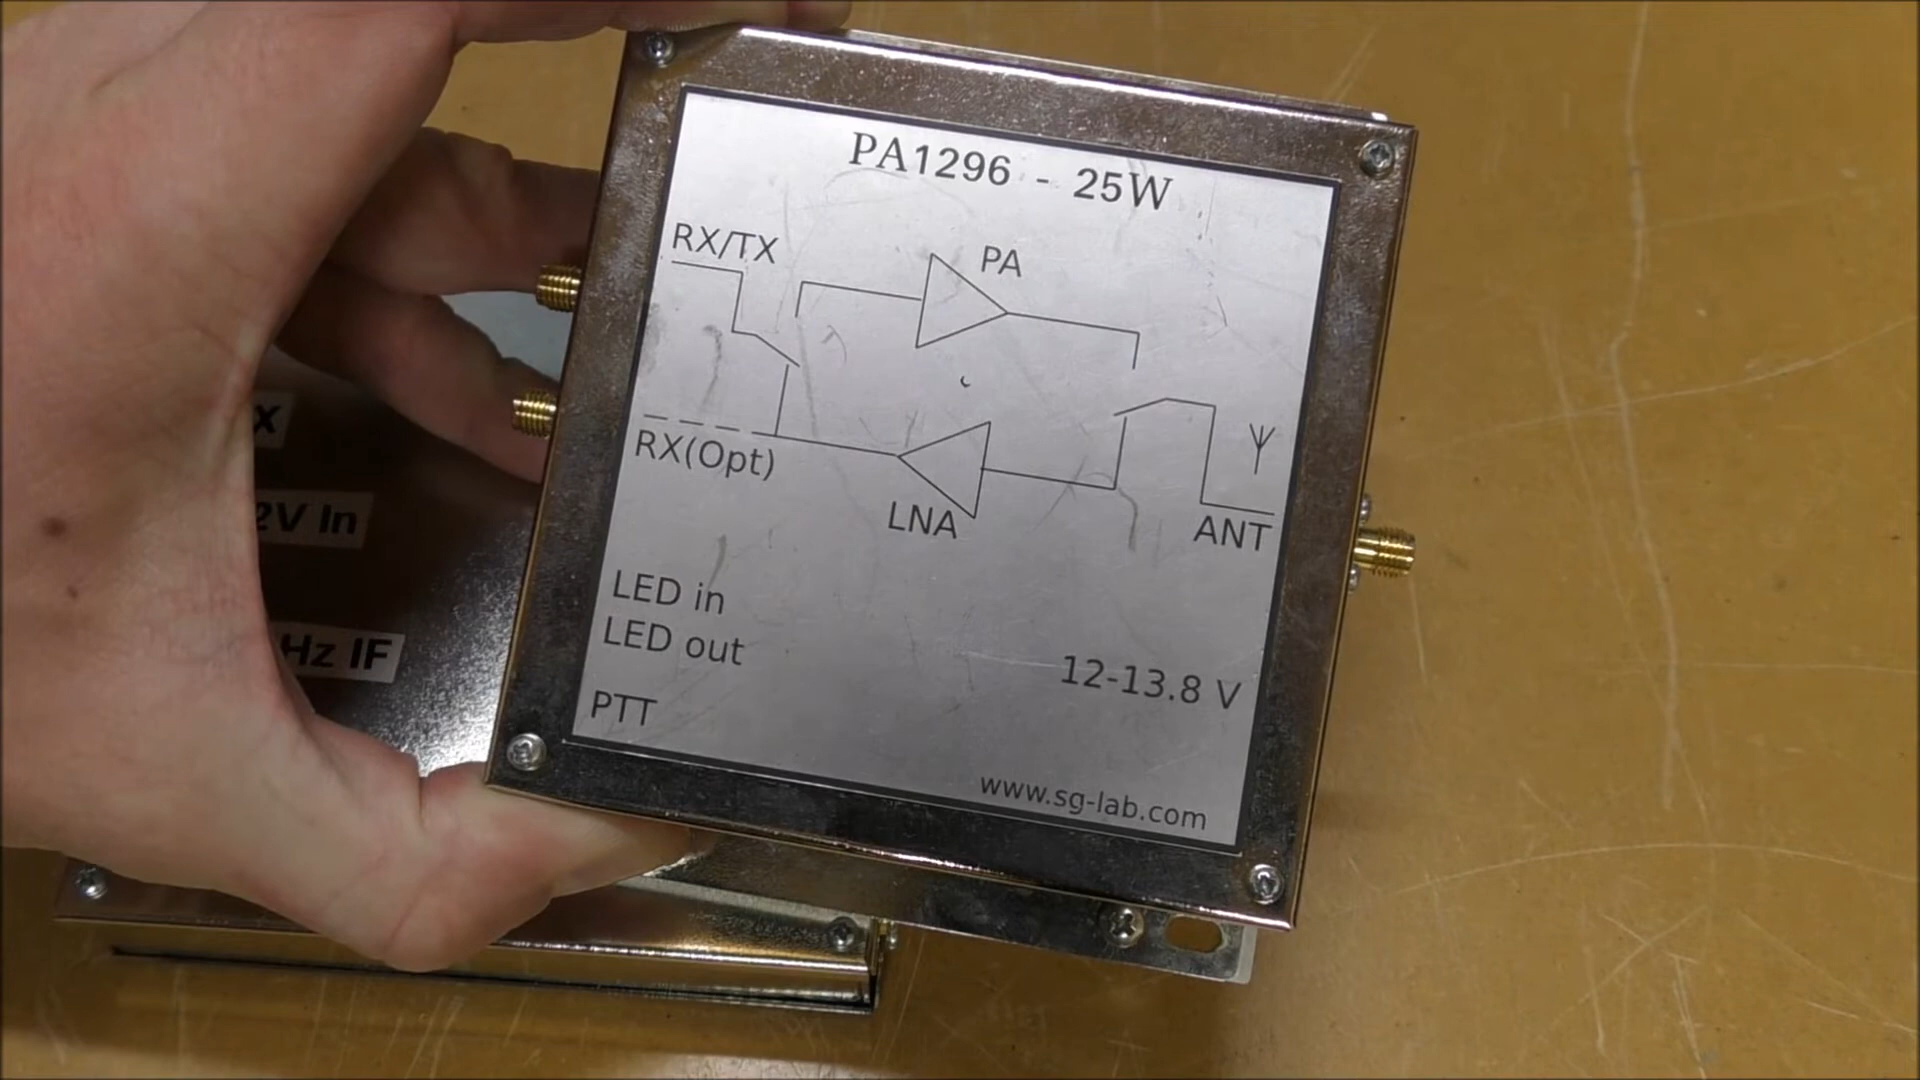 PA1296 - 25W
RX/TX
PA
RX(Opt)
LNA
ANT
LED in
LED out
12-13.8 V
PTT
www.sg-lab.com
X
2V In
Hz IF